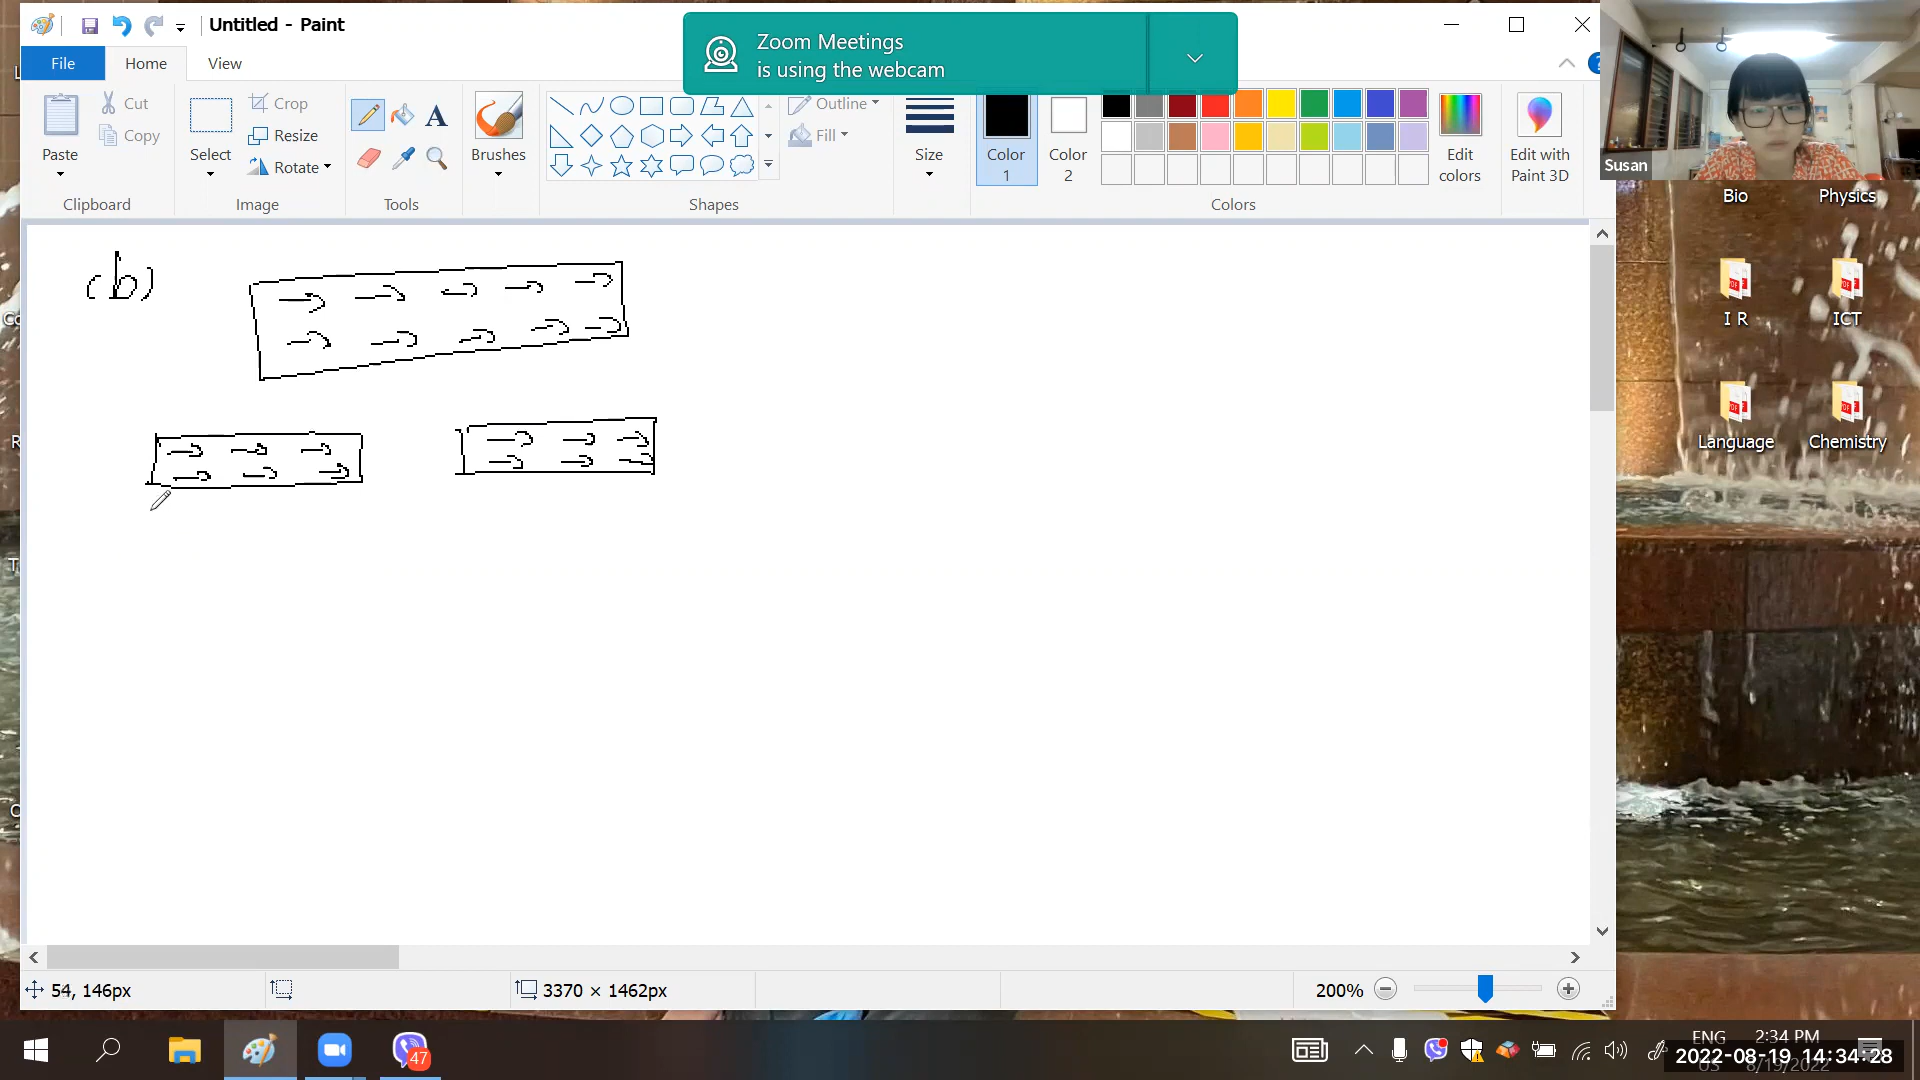 Untitled - Paint
Zoom Meetings
is using the webcam
File Home View
Paste
Cut
Copy
Clipboard
Select
Crop
Resize
Rotate
Image
Tools
Brushes
Shapes
Outline
Fill
Size
Color
1
Color
2
Edit
colors
Edit with
Paint 3D
Colors
Susan
Bio Physics
I R ICT
Language Chemistry
(b)
54, 146px
3370 × 1462px
200%
47
ENG
2:34 PM
8/19/2022
2022-08-19 14:34:28